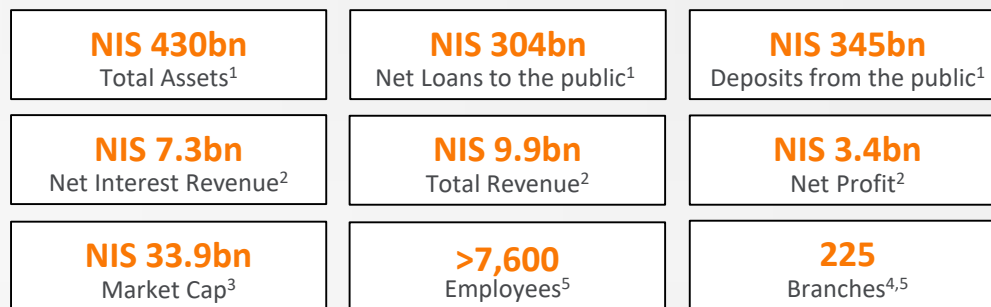 NIS 430bn
Total Assets¹
NIS 304bn
Net Loans to the public¹
NIS 345bn
Deposits from the public¹
NIS 7.3bn
Net Interest Revenue²
NIS 9.9bn
Total Revenue²
NIS 3.4bn
Net Profit²
NIS 33.9bn
Market Cap³
>7,600
Employees⁵
225
Branches⁴,⁵